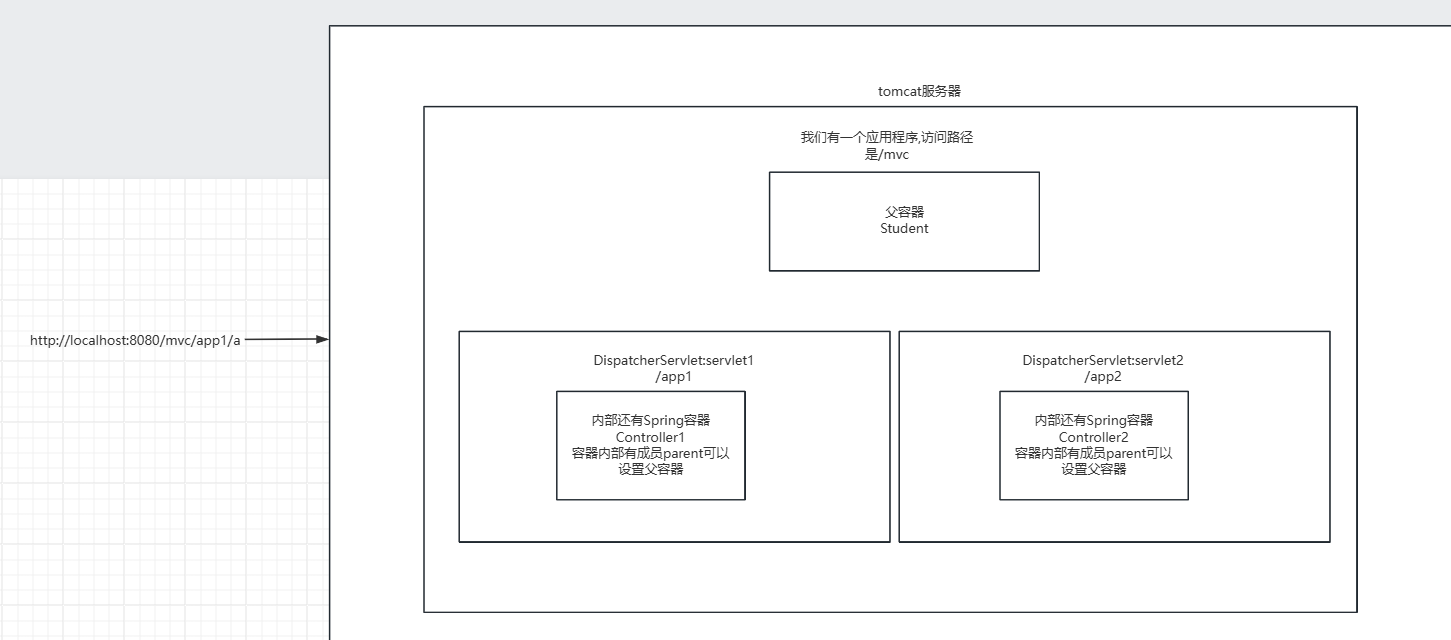 tomcat服务器
我们有一个应用程序,访问路径
是/mvc
父容器
Student
http://localhost:8080/mvc/app1/a
DispatcherServlet:servlet1
/app1
内部还有Spring容器
Controller1
容器内部有成员parent可以
设置父容器
DispatcherServlet:servlet2
/app2
内部还有Spring容器
Controller2
容器内部有成员parent可以
设置父容器